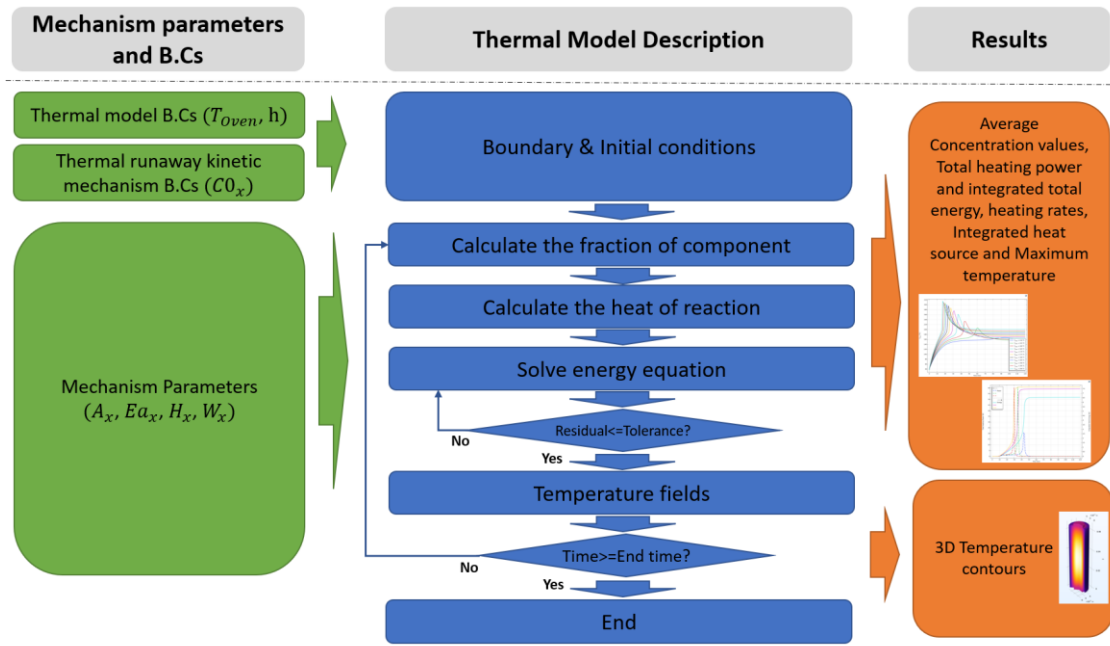 Mechanism parameters
and B.Cs
Thermal Model Description
Results
Thermal model B.Cs (T_Oven, h)
Thermal runaway kinetic
mechanism B.Cs (C0_x)
Mechanism Parameters
(A_x, Ea_x, H_x, W_x)
Boundary & Initial conditions
Calculate the fraction of component
Calculate the heat of reaction
Solve energy equation
Residual<=Tolerance?
No
Yes
Temperature fields
Time>=End time?
No
Yes
End
Average
Concentration values,
Total heating power
and integrated total
energy, heating rates,
Integrated heat
source and Maximum
temperature
3D Temperature
contours